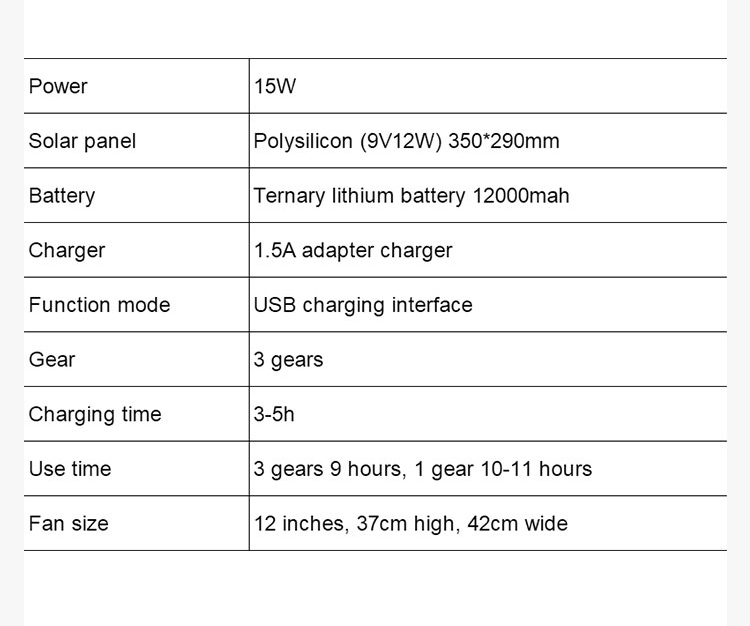 Power 15W
Solar panel Polysilicon (9V12W) 350*290mm
Battery Ternary lithium battery 12000mah
Charger 1.5A adapter charger
Function mode USB charging interface
Gear 3 gears
Charging time 3-5h
Use time 3 gears 9 hours, 1 gear 10-11 hours
Fan size 12 inches, 37cm high, 42cm wide